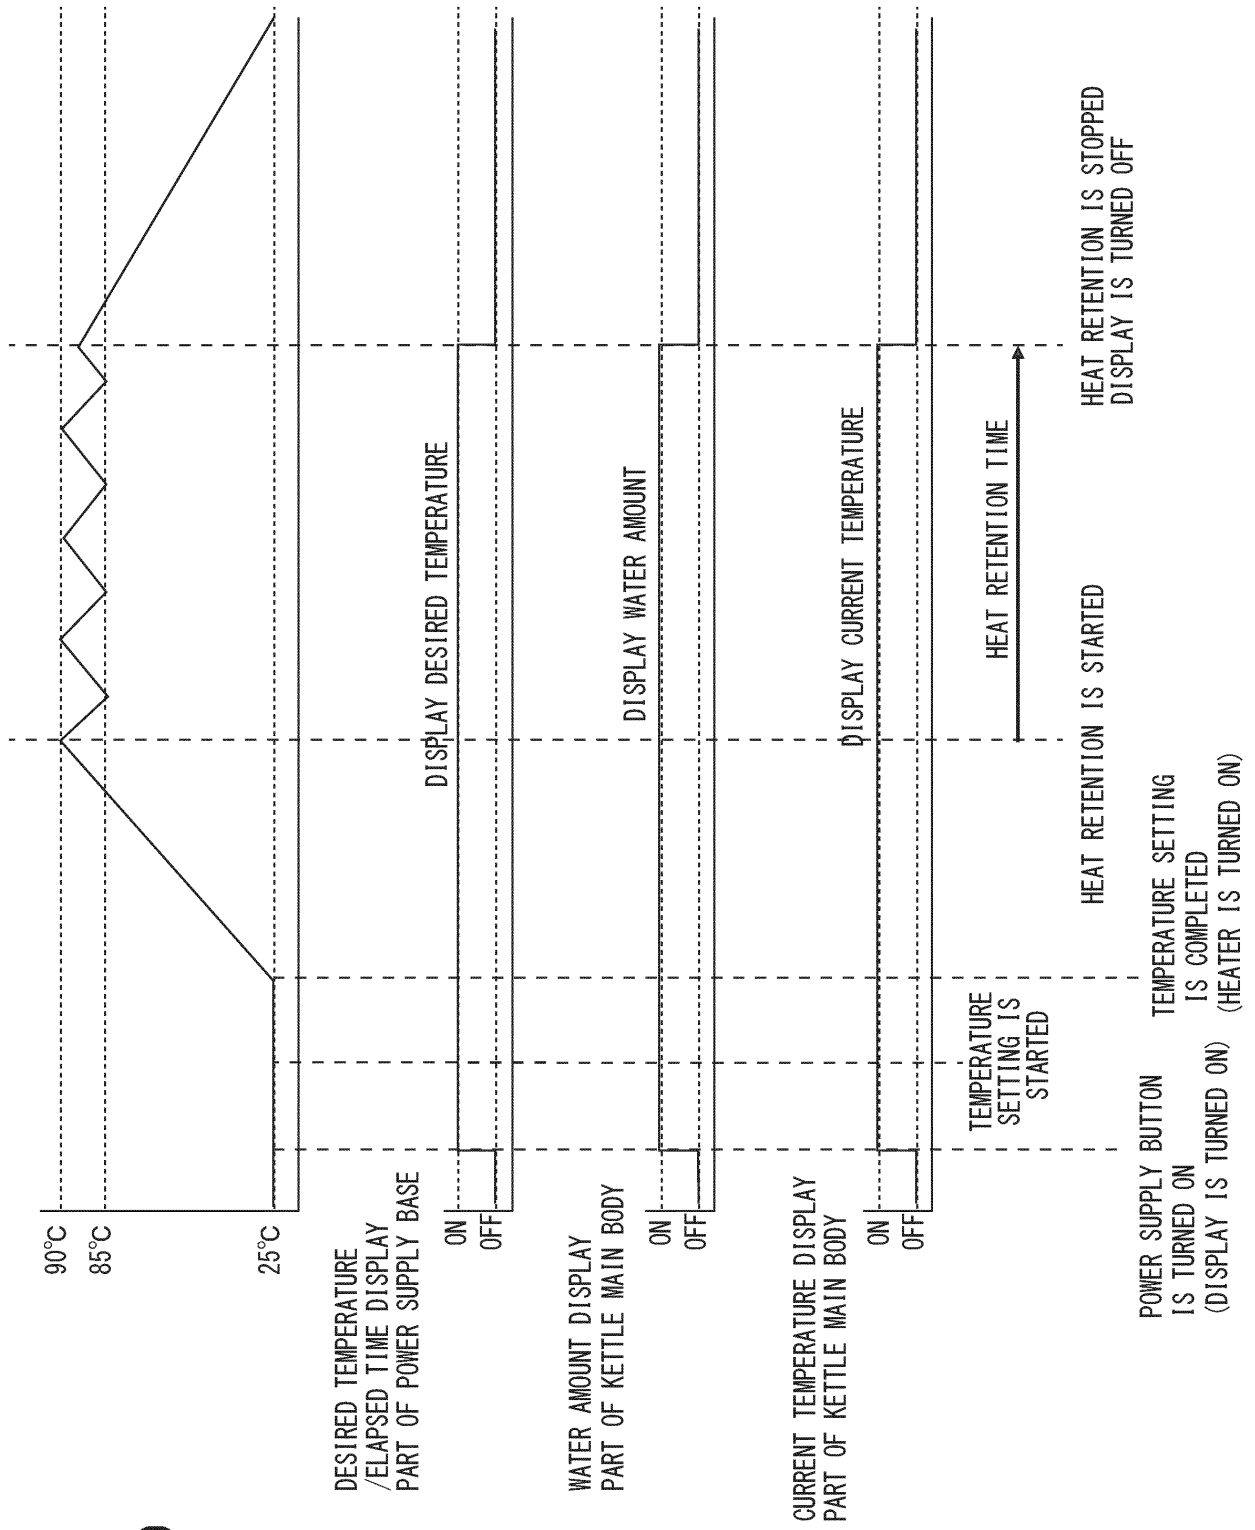 90°C
85°C
25°C
DESIRED TEMPERATURE
/ELAPSED TIME DISPLAY
PART OF POWER SUPPLY BASE
ON
OFF
DISPLAY DESIRED TEMPERATURE
WATER AMOUNT DISPLAY
PART OF KETTLE MAIN BODY
ON
OFF
DISPLAY WATER AMOUNT
CURRENT TEMPERATURE DISPLAY
PART OF KETTLE MAIN BODY
ON
OFF
DISPLAY CURRENT TEMPERATURE
TEMPERATURE
SETTING IS
STARTED
HEAT RETENTION TIME
HEAT RETENTION IS STARTED
HEAT RETENTION IS STOPPED
DISPLAY IS TURNED OFF
POWER SUPPLY BUTTON
IS TURNED ON
(DISPLAY IS TURNED ON)
TEMPERATURE SETTING
IS COMPLETED
(HEATER IS TURNED ON)